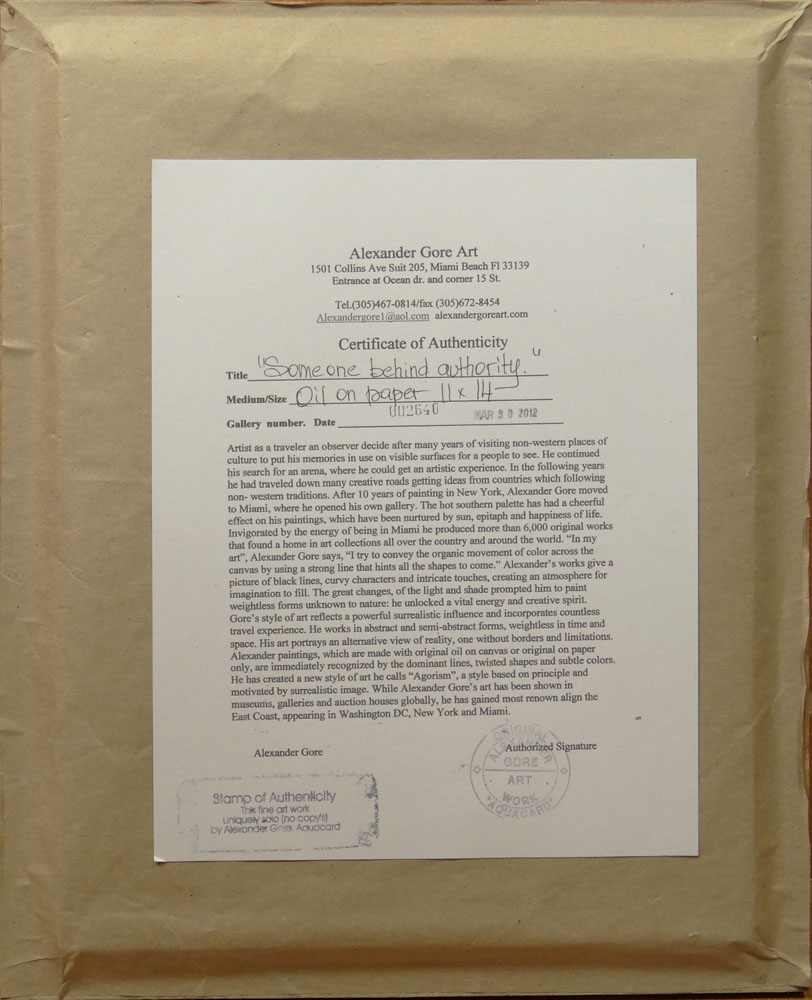 Alexander Gore Art
1501 Collins Ave Suit 205, Miami Beach Fl 33139
Entrance at Ocean dr. and corner 15 St.
Tel.(305)467-0814/fax (305)672-8454
Alexandergore1@aol.com alexandergoreart.com
Certificate of Authenticity
Title "Someone behind authority."
Medium/Size Oil on paper 11 x 14
002640 MAR 30 2012
Gallery number. Date
Artist as a traveler an observer decide after many years of visiting non-western places of
culture to put his memories in use on visible surfaces for a people to see. He continued
his search for an arena, where he could get an artistic experience. In the following years
he had traveled down many creative roads getting ideas from countries which following
non- western traditions. After 10 years of painting in New York, Alexander Gore moved
to Miami, where he opened his own gallery. The hot southern palette has had a cheerful
effect on his paintings, which have been nurtured by sun, epitaph and happiness of life.
Invigorated by the energy of being in Miami he produced more than 6,000 original works
that found a home in art collections all over the country and around the world. “In my
art”, Alexander Gore says, “I try to convey the organic movement of color across the
canvas by using a strong line that hints all the shapes to come.” Alexander’s works give a
picture of black lines, curvy characters and intricate touches, creating an atmosphere for
imagination to fill. The great changes, of the light and shade prompted him to paint
weightless forms unknown to nature: he unlocked a vital energy and creative spirit.
Gore’s style of art reflects a powerful surrealistic influence and incorporates countless
travel experience. He works in abstract and semi-abstract forms, weightless in time and
space. His art portrays an alternative view of reality, one without borders and limitations.
Alexander paintings, which are made with original oil on canvas or original on paper
only, are immediately recognized by the dominant lines, twisted shapes and subtle colors.
He has created a new style of art he calls “Agorism”, a style based on principle and
motivated by surrealistic image. While Alexander Gore’s art has been shown in
museums, galleries and auction houses globally, he has gained most renown align the
East Coast, appearing in Washington DC, New York and Miami.
Alexander Gore
Authorized Signature
Stamp of Authenticity
This fine art work
uniquely solo (no copy's)
by Alexander Gore. Aquacard
ORIGINAL
ALEXANDER
GORE
ART
WORK
"AQUACARD"